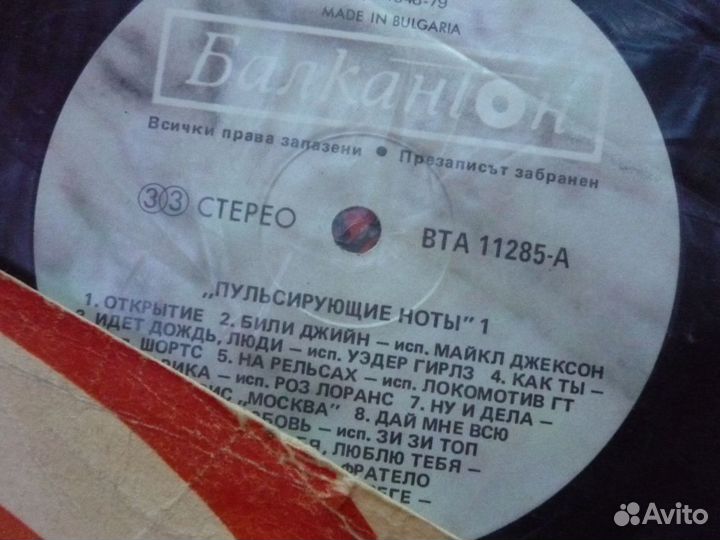 MADE IN BULGARIA
Балкантон
Всички права запазени • Презаписът забранен
33 СТЕРЕО
ВТА 11285-А
„ПУЛЬСИРУЮЩИЕ НОТЫ" 1
1. ОТКРЫТИЕ 2. БИЛИ ДЖИЙН – исп. МАЙКЛ ДЖЕКСОН
3. ИДЕТ ДОЖДЬ, ЛЮДИ – исп. УЭДЕР ГИРЛЗ 4. КАК ТЫ –
ШОРТС 5. НА РЕЛЬСАХ – исп. ЛОКОМОТИВ ГТ
– исп. РОЗ ЛОРАНС 7. НУ И ДЕЛА –
„МОСКВА" 8. ДАЙ МНЕ ВСЮ
– исп. ЗИ ЗИ ТОП
ЛЮБЛЮ ТЕБЯ –
Avito